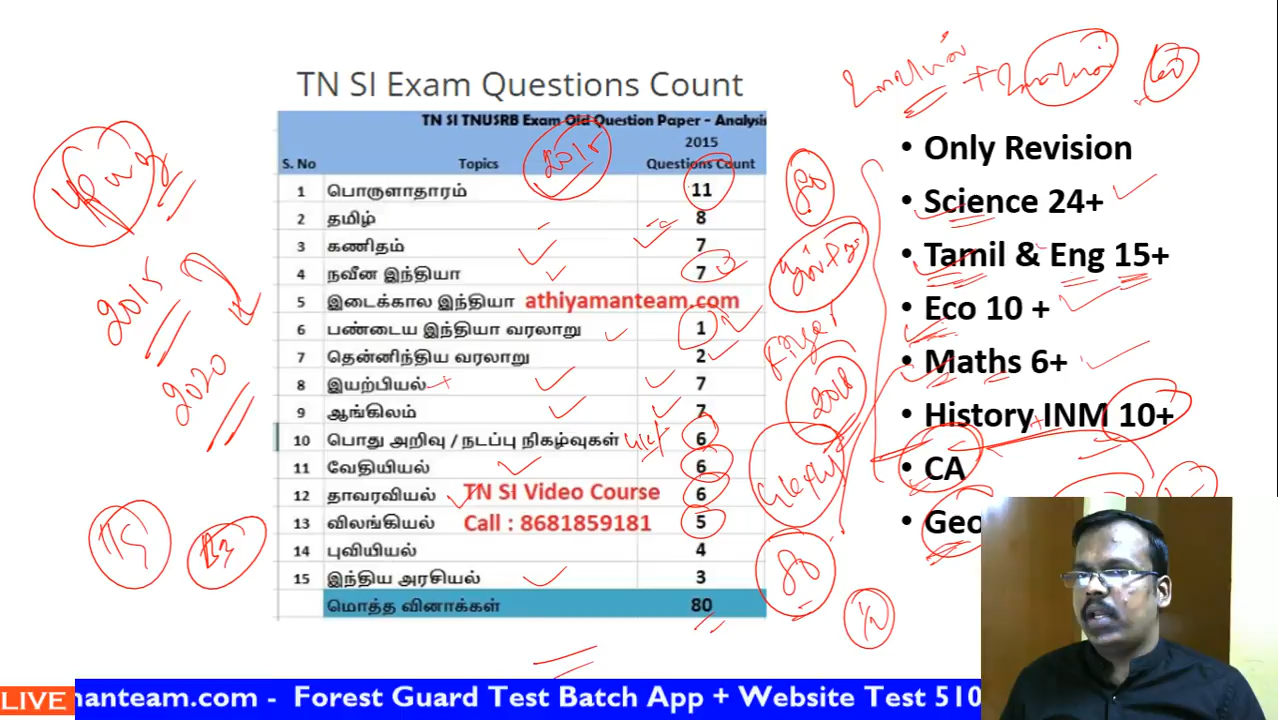 TN SI Exam Questions Count
TN SI TNUSRB Exam Old Question Paper - Analysis
2015
S. No Topics Questions Count
2015
1 பொருளாதாரம் 11
2 தமிழ் 8
3 கணிதம் 7
4 நவீன இந்தியா 7
5 இடைக்கால இந்தியா athiyamanteam.com
6 பண்டைய இந்தியா வரலாறு 1
7 தென்னிந்திய வரலாறு 2
8 இயற்பியல் 7
9 ஆங்கிலம் 7
10 பொது அறிவு / நடப்பு நிகழ்வுகள் 6
11 வேதியியல் 6
12 தாவரவியல் TN SI Video Course 6
13 விலங்கியல் Call : 8681859181 5
14 புவியியல் 4
15 இந்திய அரசியல் 3
மொத்த வினாக்கள் 80
2015
2020
80
2018
80
• Only Revision
• Science 24+
• Tamil & Eng 15+
• Eco 10 +
• Maths 6+
• History INM 10+
• CA
• Geo
LIVE manteam.com - Forest Guard Test Batch App + Website Test 510